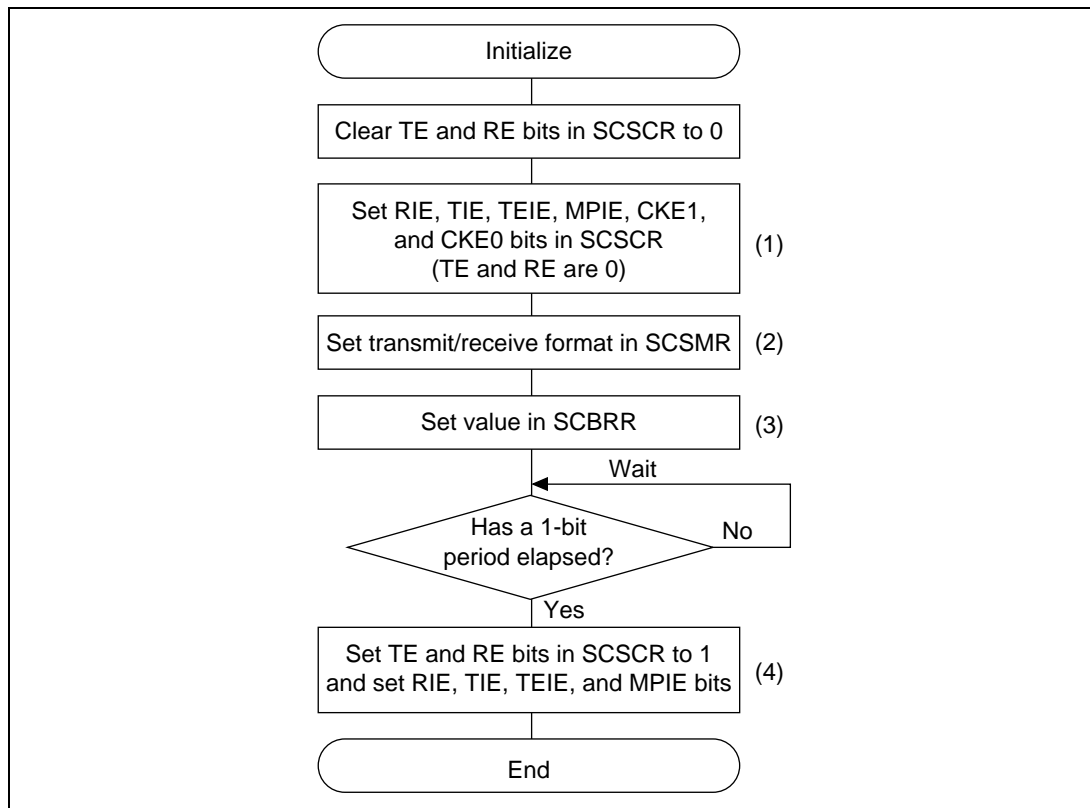 Initialize
Clear TE and RE bits in SCSCR to 0
Set RIE, TIE, TEIE, MPIE, CKE1,
and CKE0 bits in SCSCR
(TE and RE are 0)
(1)
Set transmit/receive format in SCSMR
(2)
Set value in SCBRR
(3)
Wait
Has a 1-bit
period elapsed?
No
Yes
Set TE and RE bits in SCSCR to 1
and set RIE, TIE, TEIE, and MPIE bits
(4)
End